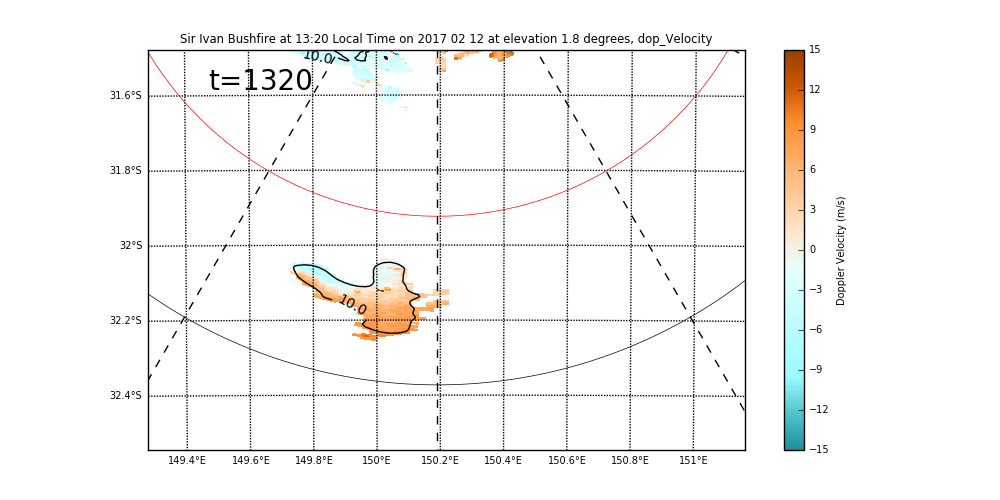 Sir Ivan Bushfire at 13:20 Local Time on 2017 02 12 at elevation 1.8 degrees, dop_Velocity
t=1320
10.0
10.0
31.6°S
31.8°S
32°S
32.2°S
32.4°S
149.4°E 149.6°E 149.8°E 150°E 150.2°E 150.4°E 150.6°E 150.8°E 151°E
15
12
9
6
3
0
−3
−6
−9
−12
−15
Doppler Velocity (m/s)